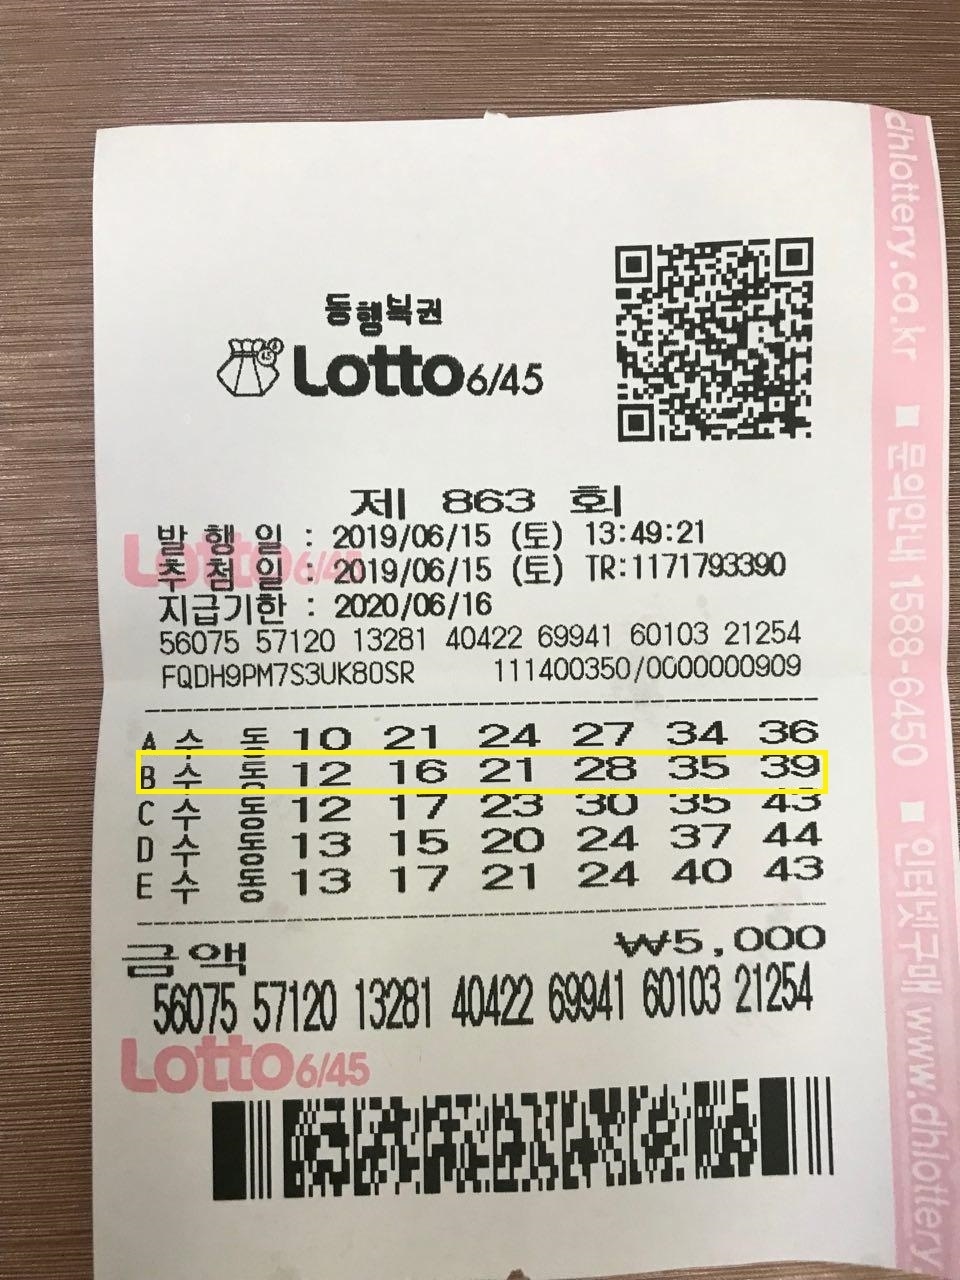 동행복권
Lotto6/45
제 863 회
발 행 일 : 2019/06/15 (토) 13:49:21
추 첨 일 : 2019/06/15 (토) TR:1171793390
지급기한 : 2020/06/16
56075 57120 13281 40422 69941 60103 21254
FQDH9PM7S3UK80SR 111400350/0000000909
A 수 동 10 21 24 27 34 36
B 수 동 12 16 21 28 35 39
C 수 동 12 17 23 30 35 43
D 수 동 13 15 20 24 37 44
E 수 동 13 17 21 24 40 43
금액 ₩5,000
56075 57120 13281 40422 69941 60103 21254
Lotto6/45
Lotto6/45
dhlottery.co.kr ■ 문의안내 1588-6450 ■ 인터넷구매 www.dhlottery